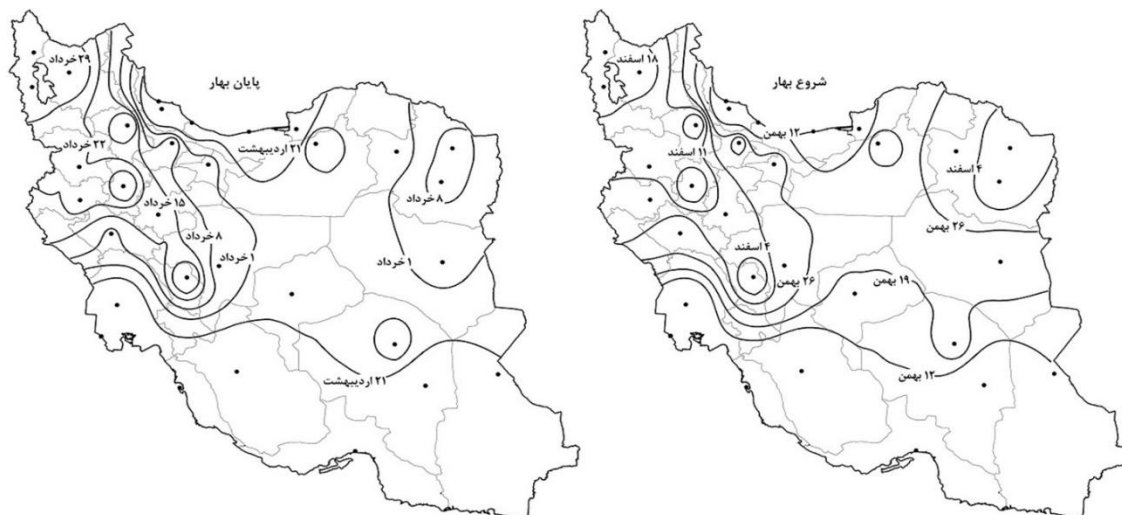 شروع بهار
۱۸ اسفند
۱۲ بهمن
۱۱ اسفند
۴ اسفند
۲۶ بهمن
۴ اسفند
۲۶ بهمن
۱۹ بهمن
۱۲ بهمن
پایان بهار
۲۹ خرداد
۲۱ اردیبهشت
۲۲ خرداد
۸ خرداد
۱۵ خرداد
۸ خرداد
۱ خرداد
۱ خرداد
۲۱ اردیبهشت